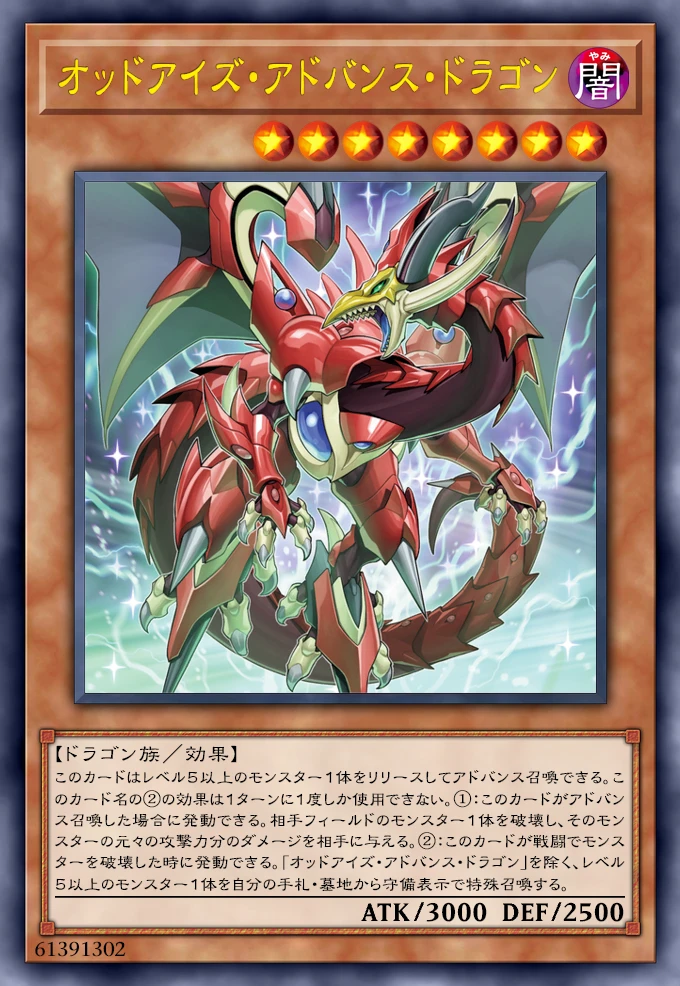 オッドアイズ・アドバンス・ドラゴン
やみ
闇
【ドラゴン族／効果】
このカードはレベル５以上のモンスター１体をリリースしてアドバンス召喚できる。こ
のカード名の②の効果は１ターンに１度しか使用できない。①：このカードがアドバン
ス召喚した場合に発動できる。相手フィールドのモンスター１体を破壊し、そのモン
スターの元々の攻撃力分のダメージを相手に与える。②：このカードが戦闘でモンス
ターを破壊した時に発動できる。「オッドアイズ・アドバンス・ドラゴン」を除く、レベル
５以上のモンスター１体を自分の手札・墓地から守備表示で特殊召喚する。
ATK/3000 DEF/2500
61391302